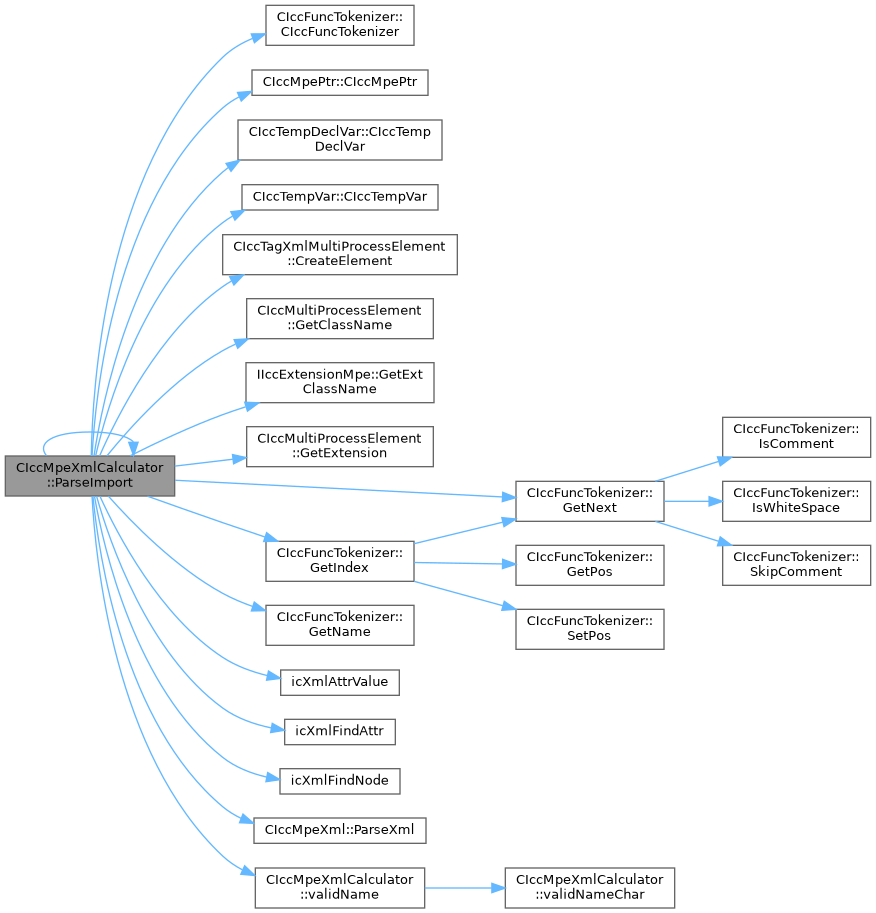 CIccFuncTokenizer::
CIccFuncTokenizer
CIccMpePtr::CIccMpePtr
CIccTempDeclVar::CIccTemp
DeclVar
CIccTempVar::CIccTempVar
CIccTagXmlMultiProcessElement
::CreateElement
CIccMultiProcessElement
::GetClassName
IIccExtensionMpe::GetExt
ClassName
CIccMultiProcessElement
::GetExtension
CIccMpeXmlCalculator
::ParseImport
CIccFuncTokenizer::
GetNext
CIccFuncTokenizer::
IsComment
CIccFuncTokenizer::
IsWhiteSpace
CIccFuncTokenizer::
SkipComment
CIccFuncTokenizer::
GetIndex
CIccFuncTokenizer::
GetPos
CIccFuncTokenizer::
SetPos
CIccFuncTokenizer::
GetName
icXmlAttrValue
icXmlFindAttr
icXmlFindNode
CIccMpeXml::ParseXml
CIccMpeXmlCalculator
::validName
CIccMpeXmlCalculator
::validNameChar